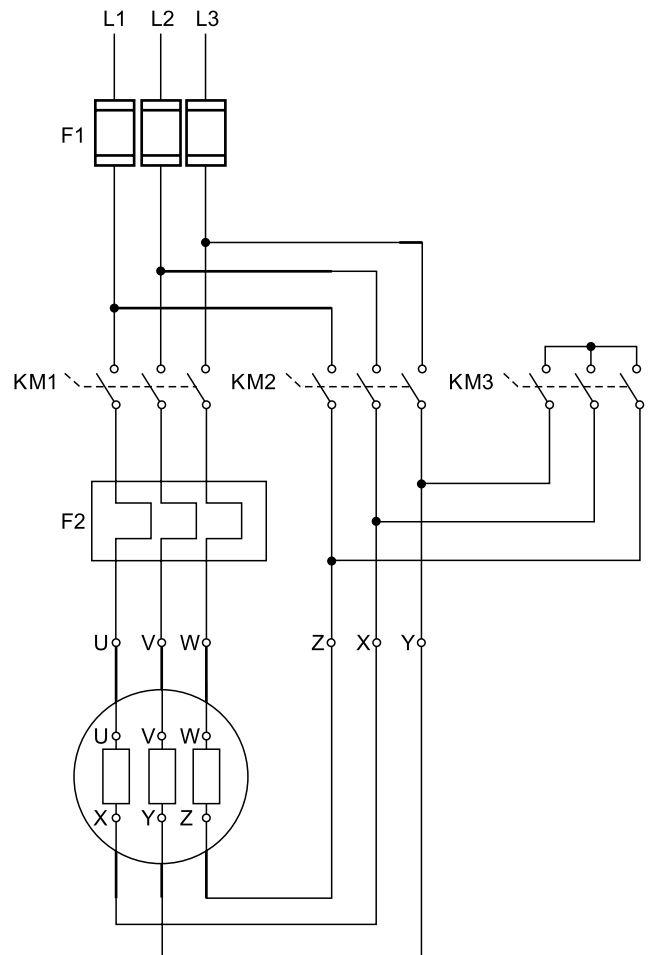 L1 L2 L3
F1
KM1 KM2 KM3
F2
U V W Z X Y
U V W
X Y Z